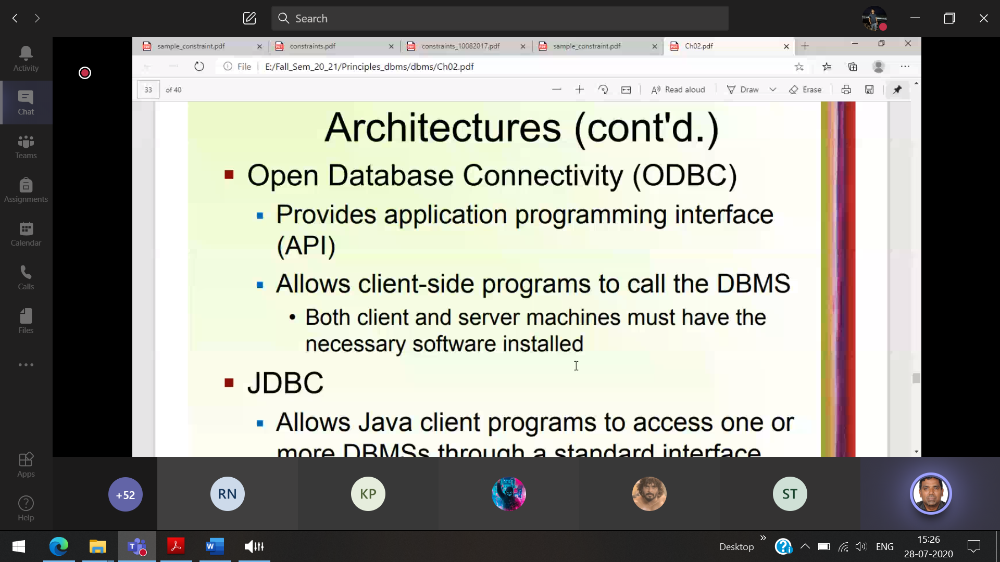 Search
sample_constraint.pdf
constraints.pdf
constraints_10082017.pdf
sample_constraint.pdf
Ch02.pdf
File
E:/Fall_Sem_20_21/Principles_dbms/dbms/Ch02.pdf
33 of 40
Read aloud
Draw
Erase
Activity
Chat
Teams
Assignments
Calendar
Calls
Files
Apps
Help
Architectures (cont'd.)
Open Database Connectivity (ODBC)
Provides application programming interface
(API)
Allows client-side programs to call the DBMS
• Both client and server machines must have the
necessary software installed
JDBC
Allows Java client programs to access one or
more DBMSs through a standard interface
+52
RN
KP
ST
Desktop
ENG
15:26
28-07-2020